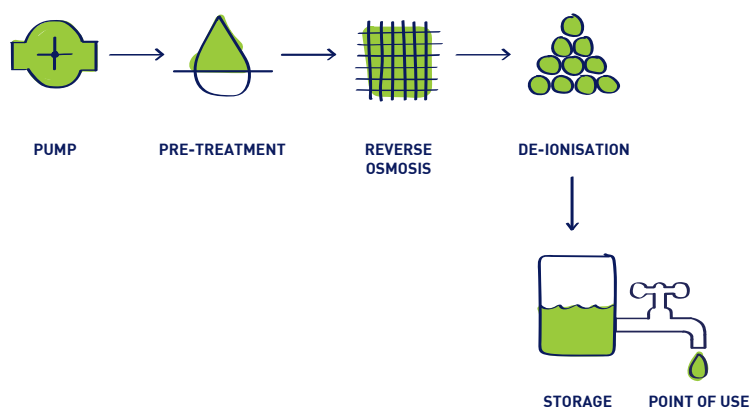 PUMP
PRE-TREATMENT
REVERSE
OSMOSIS
DE-IONISATION
STORAGE
POINT OF USE